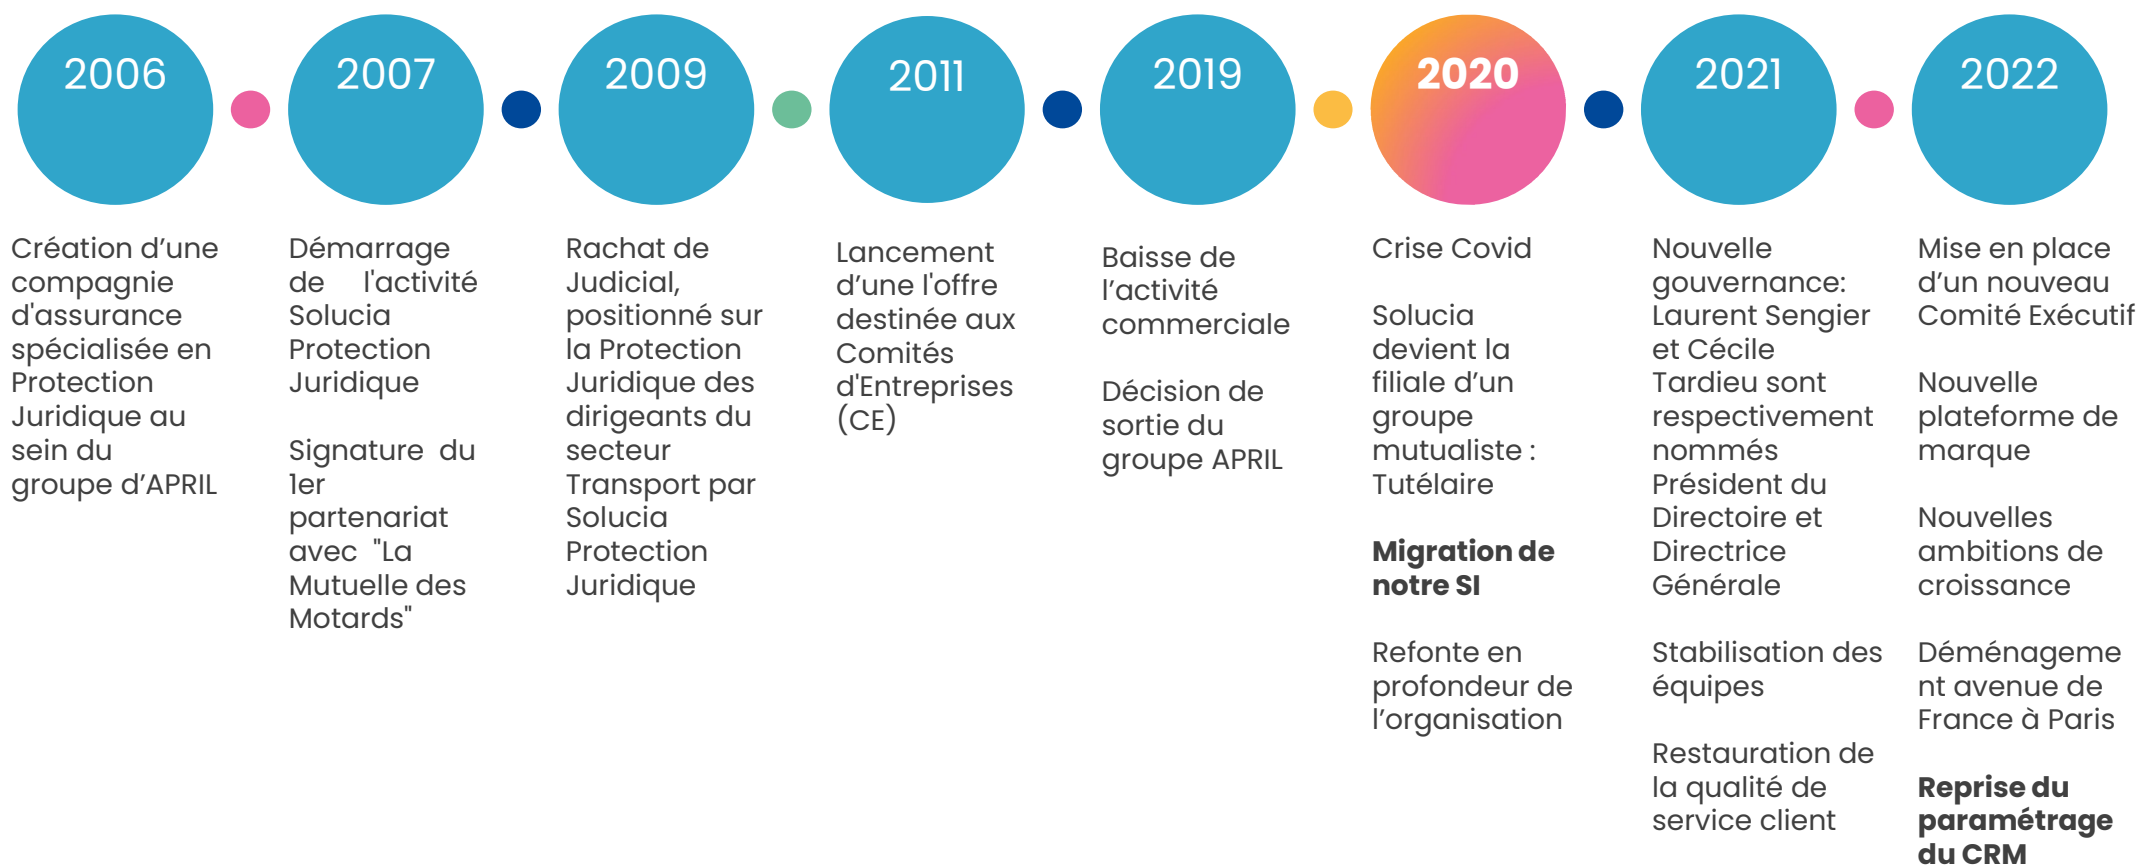 2006
Création d’une
compagnie
d'assurance
spécialisée en
Protection
Juridique au
sein du
groupe d’APRIL
2007
Démarrage
de l'activité
Solucia
Protection
Juridique
Signature du
1er
partenariat
avec "La
Mutuelle des
Motards"
2009
Rachat de
Judicial,
positionné sur
la Protection
Juridique des
dirigeants du
secteur
Transport par
Solucia
Protection
Juridique
2011
Lancement
d’une l'offre
destinée aux
Comités
d'Entreprises
(CE)
2019
Baisse de
l’activité
commerciale
Décision de
sortie du
groupe APRIL
2020
Crise Covid
Solucia
devient la
filiale d’un
groupe
mutualiste :
Tutélaire
Migration de
notre SI
Refonte en
profondeur de
l’organisation
2021
Nouvelle
gouvernance:
Laurent Sengier
et Cécile
Tardieu sont
respectivement
nommés
Président du
Directoire et
Directrice
Générale
Stabilisation des
équipes
Restauration de
la qualité de
service client
2022
Mise en place
d’un nouveau
Comité Exécutif
Nouvelle
plateforme de
marque
Nouvelles
ambitions de
croissance
Déménageme
nt avenue de
France à Paris
Reprise du
paramétrage
du CRM